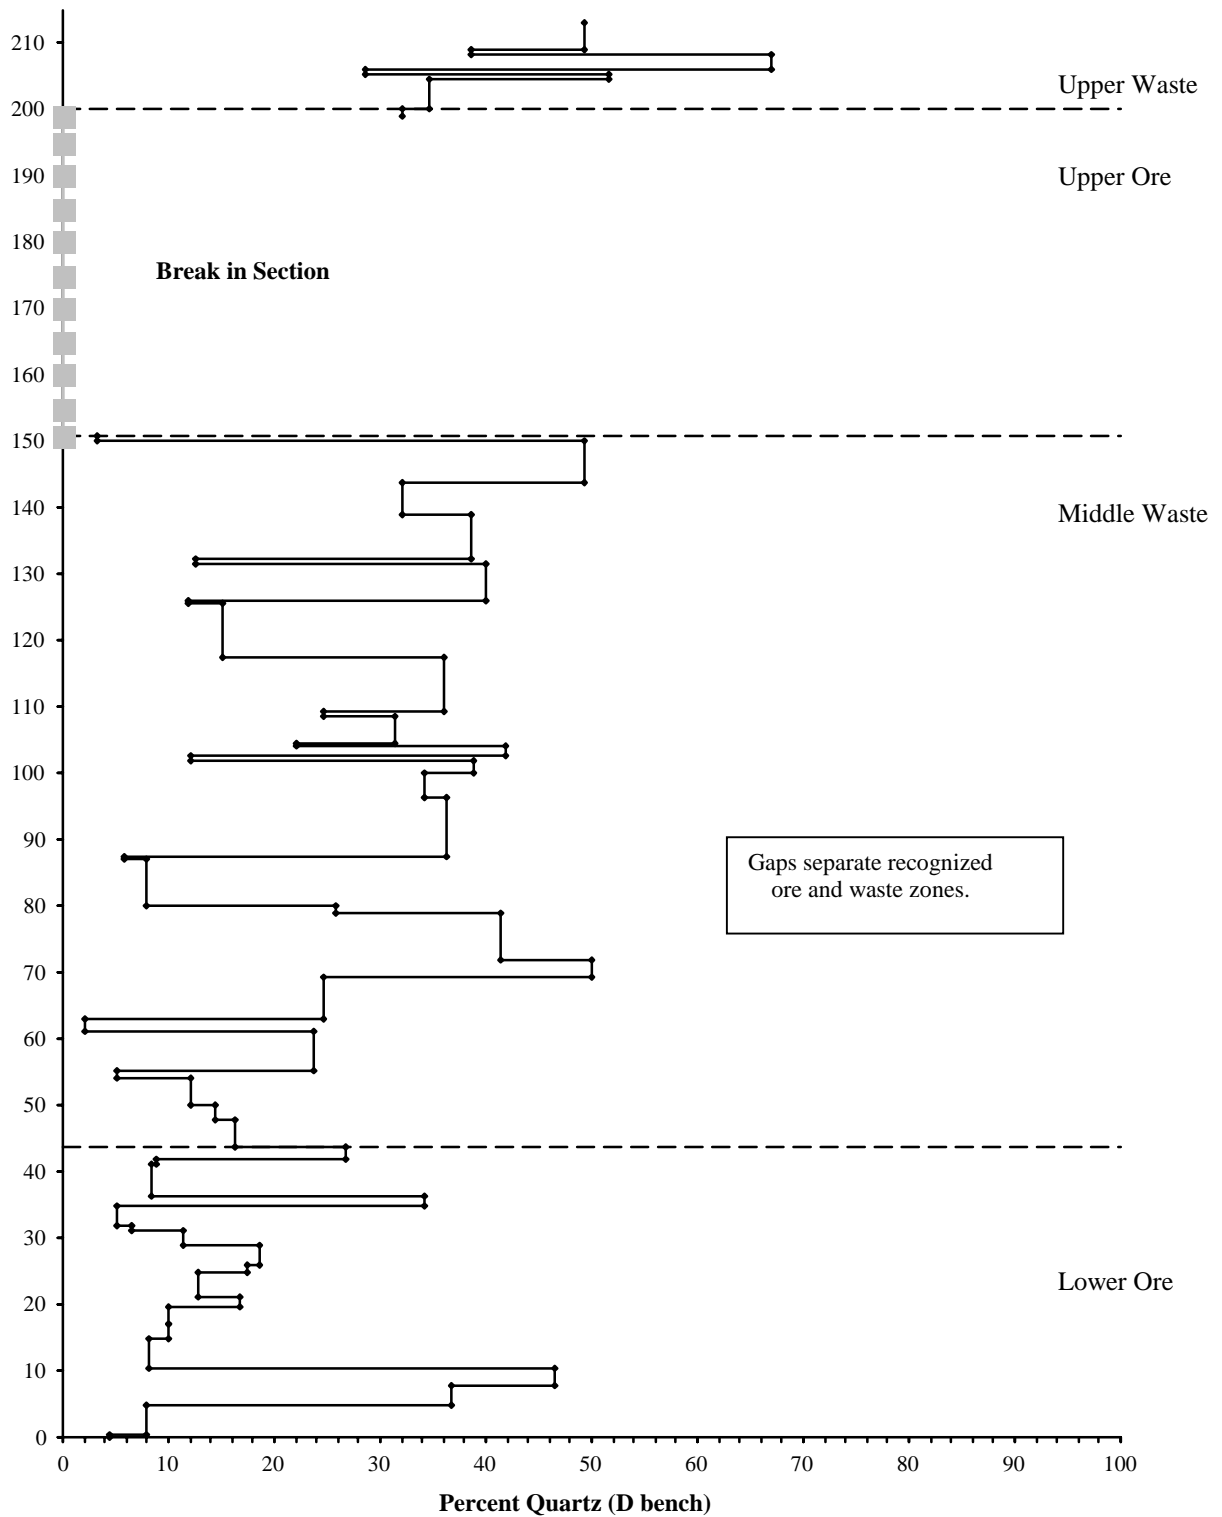 210
Upper Waste
200
190
Upper Ore
180
Break in Section
170
160
150
140
Middle Waste
130
120
110
100
90
Gaps separate recognized
ore and waste zones.
80
70
60
50
40
30
Lower Ore
20
10
0
0 10 20 30 40 50 60 70 80 90 100
Percent Quartz (D bench)